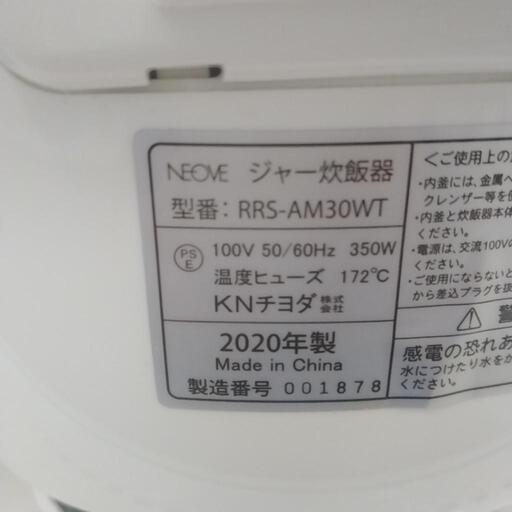 NEOVE ジャー炊飯器
型番：RRS-AM30WT
PS E 100V 50/60Hz 350W
温度ヒューズ 172℃
KNチヨダ株式会社
2020年製
Made in China
製造番号 001878
＜ご使用上の
・内釜には、金属ヘ
クレンザー等を使
・内釜と炊飯器本体
ください。
・電源は、交流100Vの
ください。
・ご使用にならないと
から差込プラグを抜
感電の恐れあ
水につけたり水をか
ください。